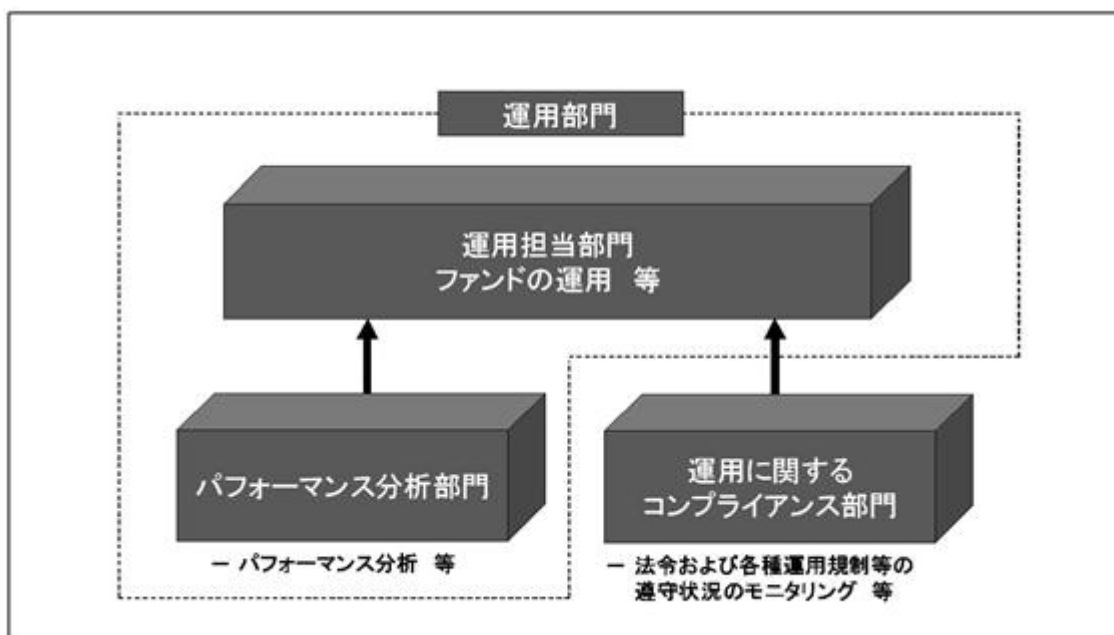 運用部門
運用担当部門
ファンドの運用 等
パフォーマンス分析部門
- パフォーマンス分析 等
運用に関する
コンプライアンス部門
- 法令および各種運用規制等の
遵守状況のモニタリング 等